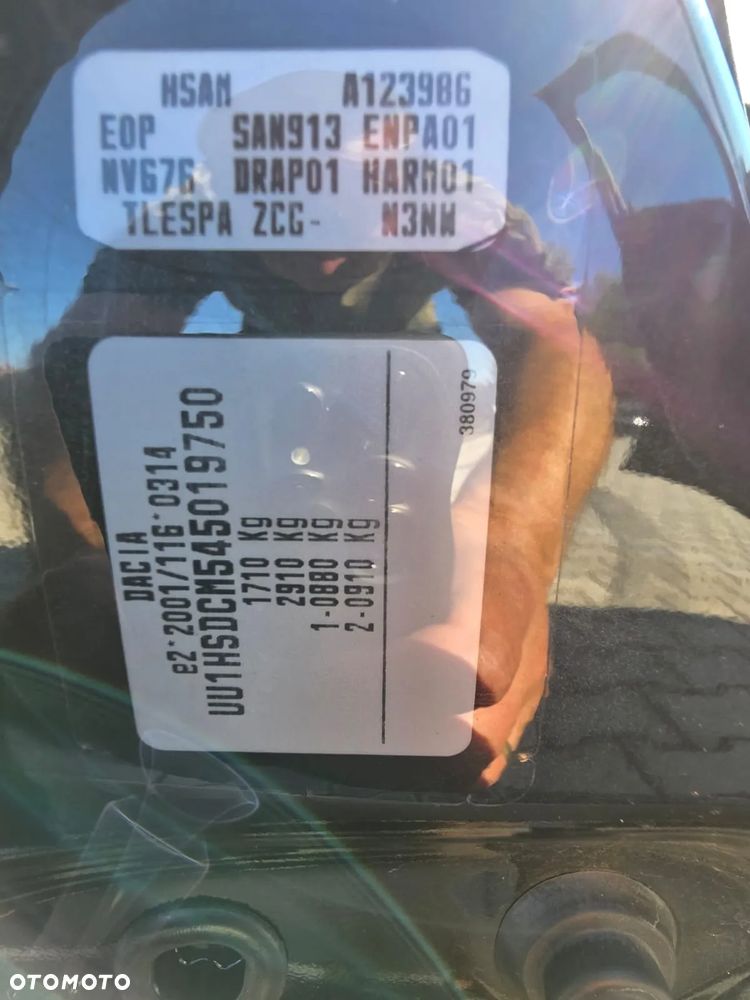 HSAM A123986
EOP SAN913 ENPA01
NV676 DRAP01 HARM01
TLESPA ZCG- N3NW
DACIA
e2*2001/116*0314
UU1HSDCM545019750
1710 Kg
2910 Kg
1-0880 Kg
2-0910 Kg
380979
OTOMOTO